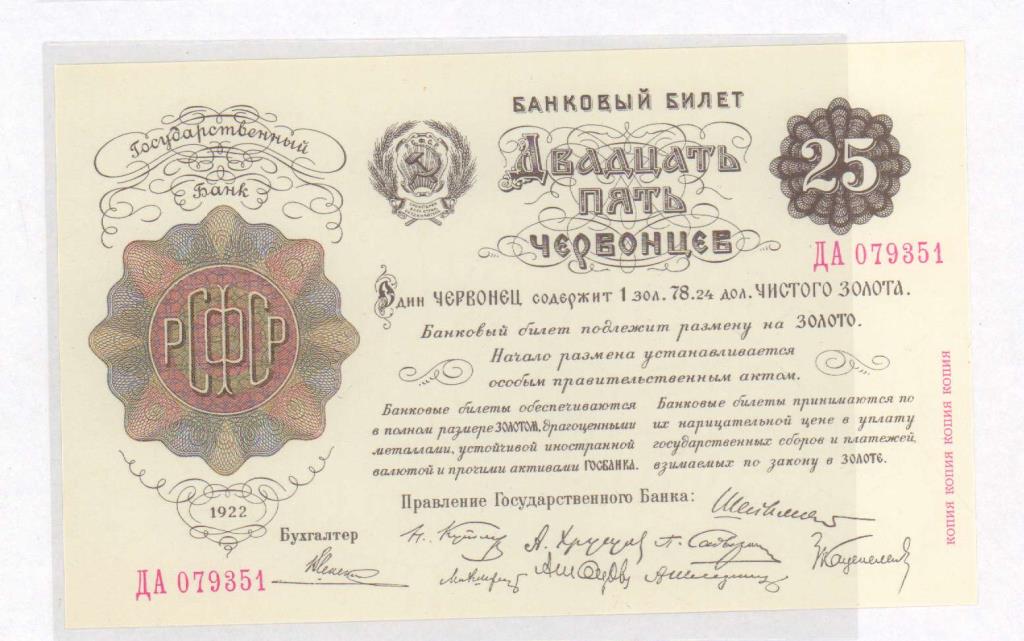 Государственный
Банк
РСФСР
1922
Бухгалтер
ДА 079351
БАНКОВЫЙ БИЛЕТ
Двадцать
ПЯТЬ
ЧЕРВОНЦЕВ
25
ДА 079351
Один ЧЕРВОНЕЦ содержит 1 зол. 78.24 дол. ЧИСТОГО ЗОЛОТА.
Банковый билет подлежит размену на ЗОЛОТО.
Начало размена устанавливается
особым правительственным актом.
Банковые билеты обеспечиваются
в полном размере ЗОЛОТОМ, драгоценными
металлами, устойчивой иностранной
валютой и прочими активами ГОСБАНКА.
Банковые билеты принимаются по
их нарицательной цене в уплату
государственных сборов и платежей,
взимаемых по закону в ЗОЛОТЕ.
Правление Государственного Банка:
КОПИЯ КОПИЯ КОПИЯ КОПИЯ